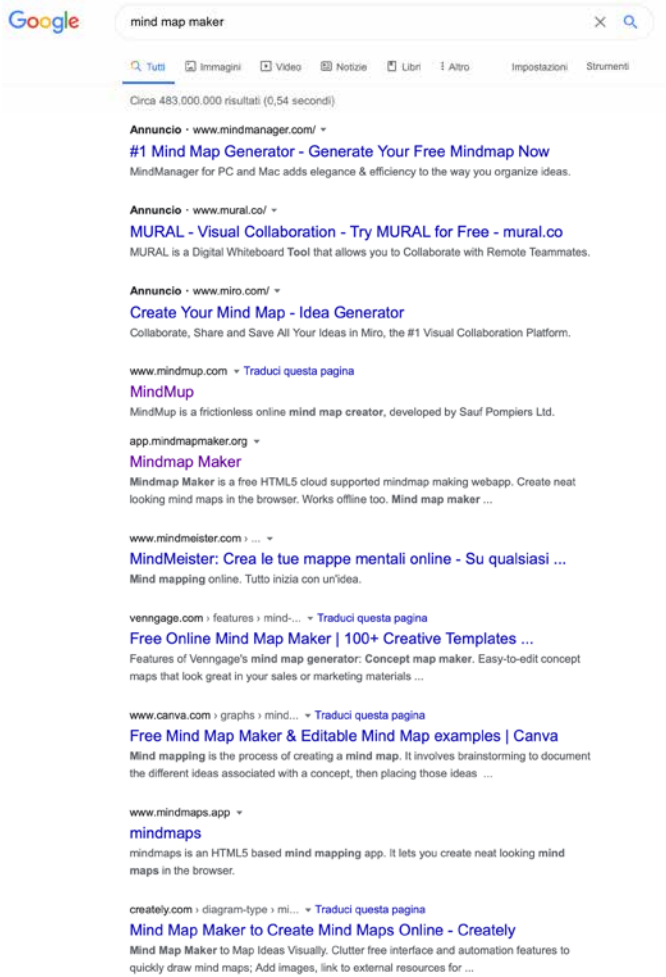 Google
mind map maker
Tutti Immagini Video Notizie Libri Altro Impostazioni Strumenti
Circa 483.000.000 risultati (0,54 secondi)
Annuncio · www.mindmanager.com/
#1 Mind Map Generator - Generate Your Free Mindmap Now
MindManager for PC and Mac adds elegance & efficiency to the way you organize ideas.
Annuncio · www.mural.co/
MURAL - Visual Collaboration - Try MURAL for Free - mural.co
MURAL is a Digital Whiteboard Tool that allows you to Collaborate with Remote Teammates.
Annuncio · www.miro.com/
Create Your Mind Map - Idea Generator
Collaborate, Share and Save All Your Ideas in Miro, the #1 Visual Collaboration Platform.
www.mindmup.com Traduci questa pagina
MindMup
MindMup is a frictionless online mind map creator, developed by Sauf Pompiers Ltd.
app.mindmapmaker.org
Mindmap Maker
Mindmap Maker is a free HTML5 cloud supported mindmap making webapp. Create neat
looking mind maps in the browser. Works offline too. Mind map maker ...
www.mindmeister.com › ...
MindMeister: Crea le tue mappe mentali online - Su qualsiasi ...
Mind mapping online. Tutto inizia con un'idea.
venngage.com › features › mind-... Traduci questa pagina
Free Online Mind Map Maker | 100+ Creative Templates ...
Features of Venngage's mind map generator: Concept map maker. Easy-to-edit concept
maps that look great in your sales or marketing materials ...
www.canva.com › graphs › mind... Traduci questa pagina
Free Mind Map Maker & Editable Mind Map examples | Canva
Mind mapping is the process of creating a mind map. It involves brainstorming to document
the different ideas associated with a concept, then placing those ideas ...
www.mindmaps.app
mindmaps
mindmaps is an HTML5 based mind mapping app. It lets you create neat looking mind
maps in the browser.
creately.com › diagram-type › mi... Traduci questa pagina
Mind Map Maker to Create Mind Maps Online - Creately
Mind Map Maker to Map Ideas Visually. Clutter free interface and automation features to
quickly draw mind maps; Add images, link to external resources for ...